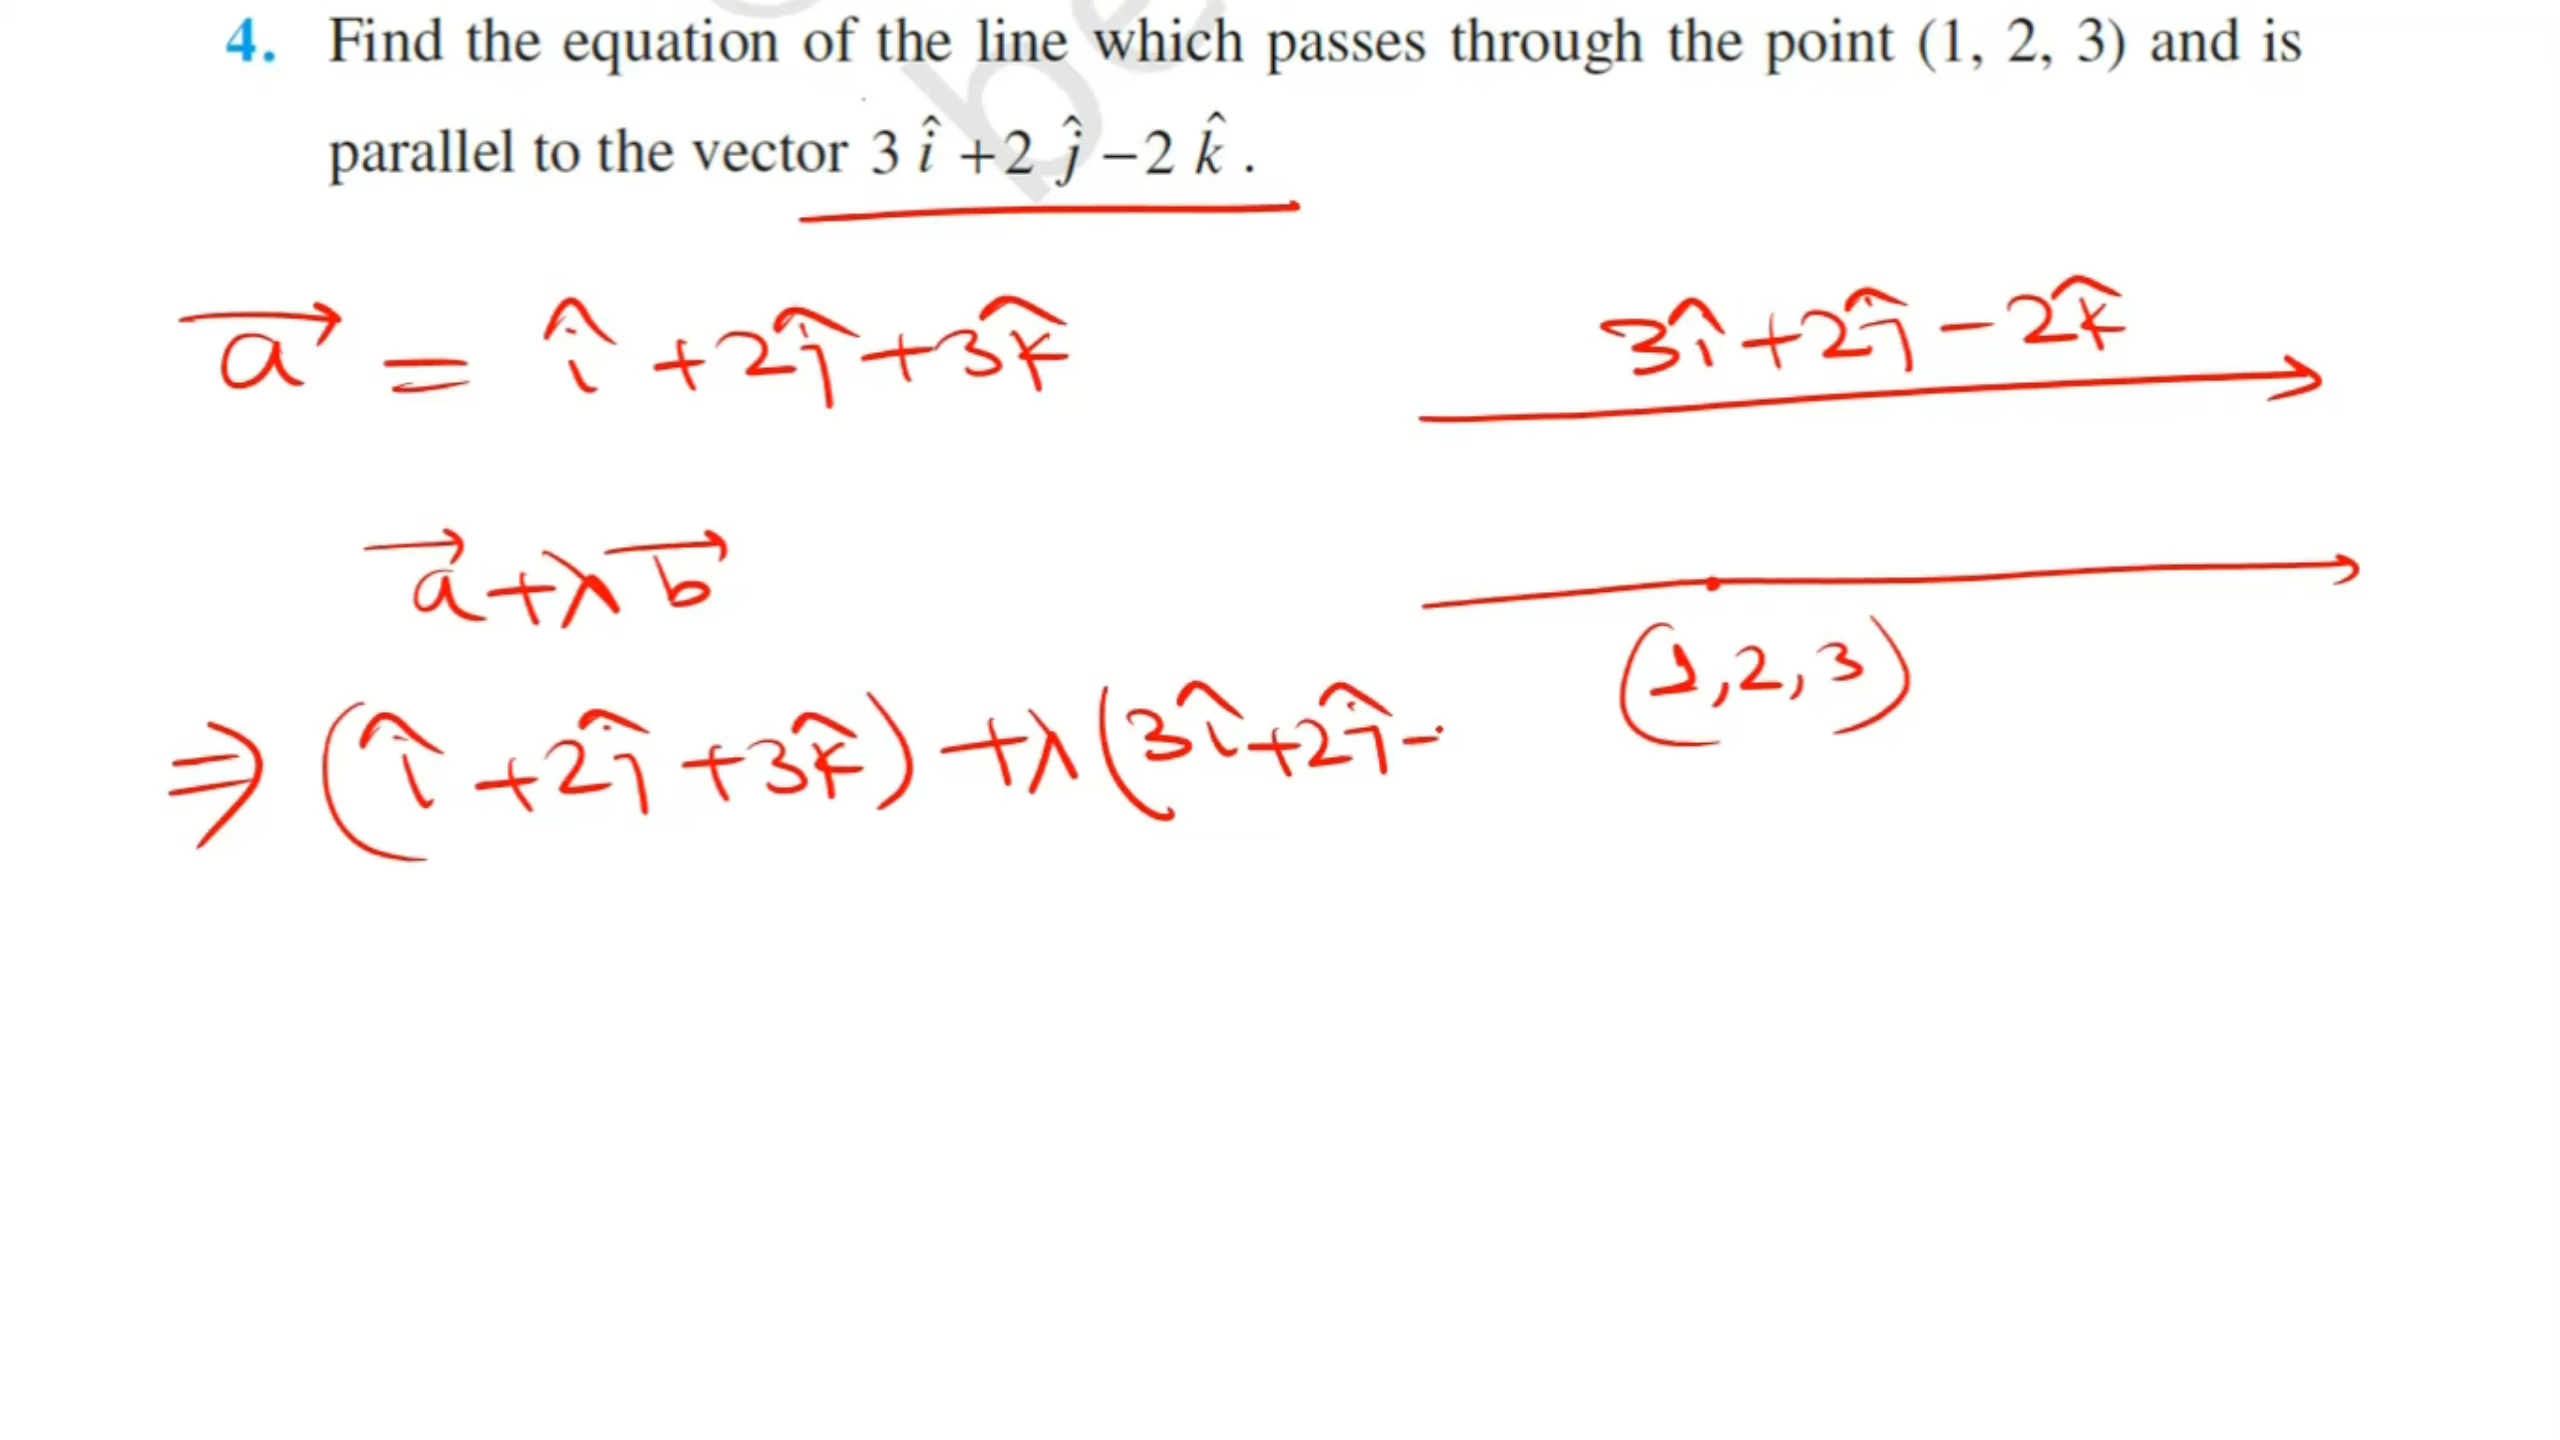 4. Find the equation of the line which passes through the point (1, 2, 3) and is
parallel to the vector 3 î +2 ĵ −2 k̂ .
a⃗ = î +2ĵ+3k̂
3î+2ĵ−2k̂
a⃗+λb⃗
(1,2,3)
⇒ (î +2ĵ +3k̂) +λ(3î+2ĵ-